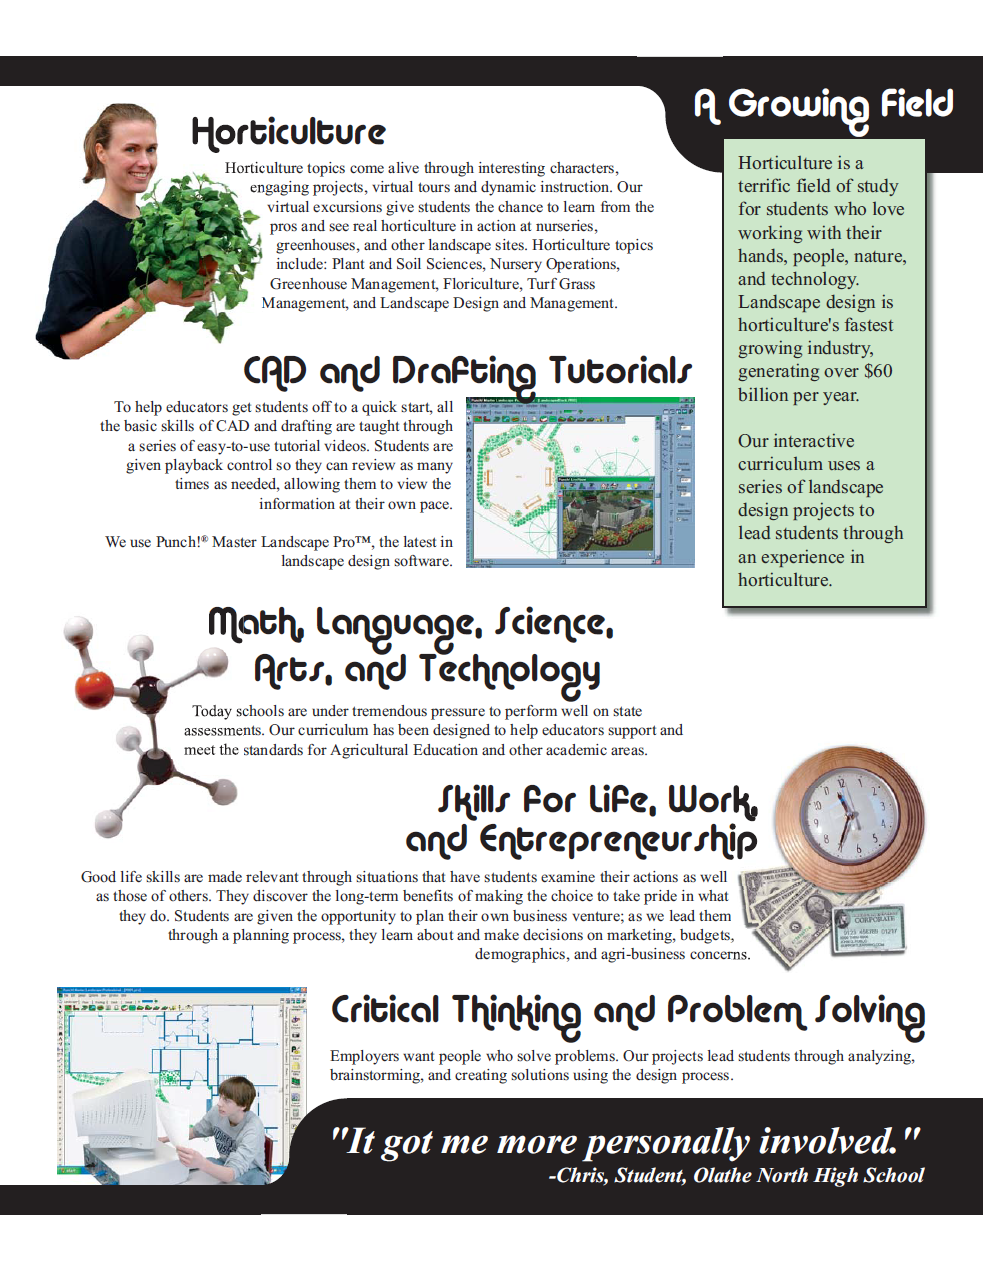 A Growing Field
Horticulture
Horticulture topics come alive through interesting characters,
engaging projects, virtual tours and dynamic instruction. Our
virtual excursions give students the chance to learn from the
pros and see real horticulture in action at nurseries,
greenhouses, and other landscape sites. Horticulture topics
include: Plant and Soil Sciences, Nursery Operations,
Greenhouse Management, Floriculture, Turf Grass
Management, and Landscape Design and Management.
Horticulture is a
terrific field of study
for students who love
working with their
hands, people, nature,
and technology.
Landscape design is
horticulture's fastest
growing industry,
generating over $60
billion per year.
Our interactive
curriculum uses a
series of landscape
design projects to
lead students through
an experience in
horticulture.
CAD and Drafting Tutorials
To help educators get students off to a quick start, all
the basic skills of CAD and drafting are taught through
a series of easy-to-use tutorial videos. Students are
given playback control so they can review as many
times as needed, allowing them to view the
information at their own pace.
We use Punch!® Master Landscape Pro™, the latest in
landscape design software.
Math, Language, Science,
Arts, and Technology
Today schools are under tremendous pressure to perform well on state
assessments. Our curriculum has been designed to help educators support and
meet the standards for Agricultural Education and other academic areas.
Skills for Life, Work,
and Entrepreneurship
Good life skills are made relevant through situations that have students examine their actions as well
as those of others. They discover the long-term benefits of making the choice to take pride in what
they do. Students are given the opportunity to plan their own business venture; as we lead them
through a planning process, they learn about and make decisions on marketing, budgets,
demographics, and agri-business concerns.
CORPORATE
Critical Thinking and Problem Solving
Employers want people who solve problems. Our projects lead students through analyzing,
brainstorming, and creating solutions using the design process.
"It got me more personally involved."
-Chris, Student, Olathe North High School